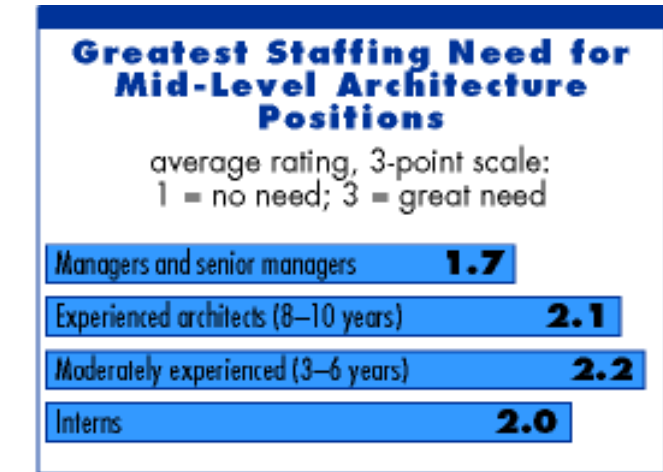 Greatest Staffing Need for
Mid-Level Architecture
Positions
average rating, 3-point scale:
1 = no need; 3 = great need
Managers and senior managers 1.7
Experienced architects (8–10 years) 2.1
Moderately experienced (3–6 years) 2.2
Interns 2.0